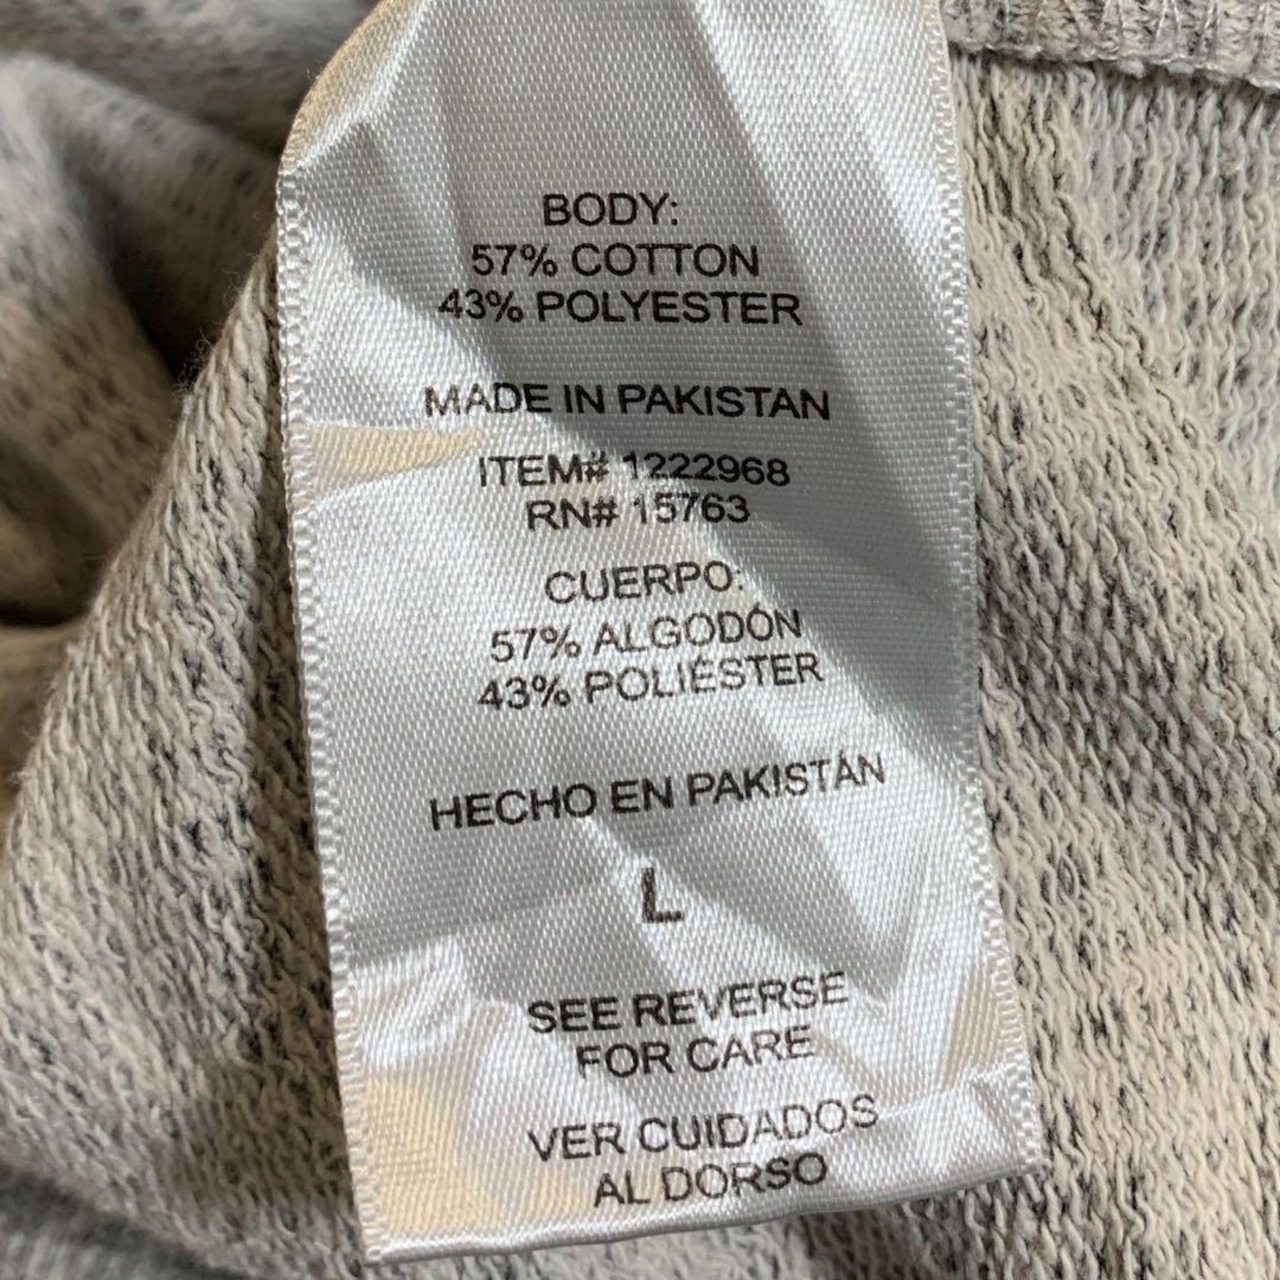 BODY:
57% COTTON
43% POLYESTER
MADE IN PAKISTAN
ITEM# 1222968
RN# 15763
CUERPO:
57% ALGODÓN
43% POLIÉSTER
HECHO EN PAKISTÁN
L
SEE REVERSE
FOR CARE
VER CUIDADOS
AL DORSO